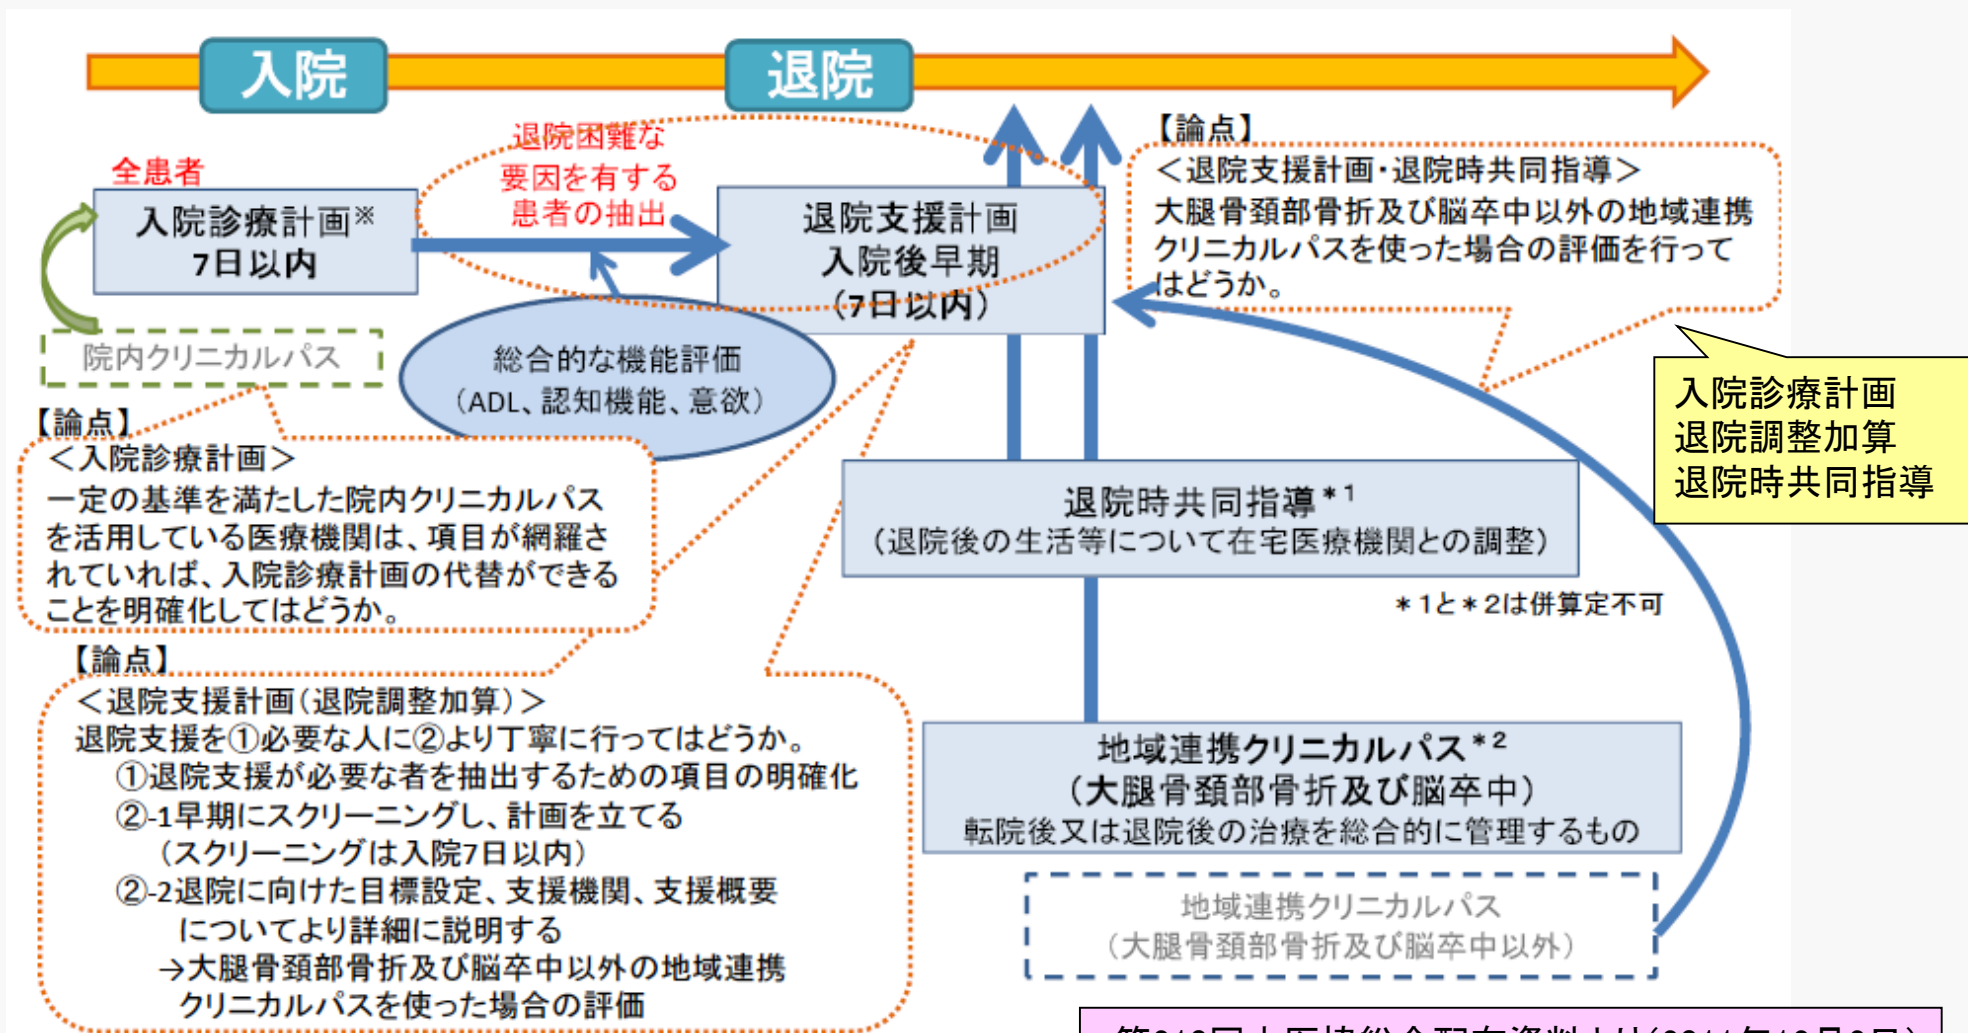 入院
退院
全患者
入院診療計画※
7日以内
院内クリニカルパス
退院困難な
要因を有する
患者の抽出
総合的な機能評価
（ADL、認知機能、意欲）
退院支援計画
入院後早期
（7日以内）
【論点】
＜退院支援計画・退院時共同指導＞
大腿骨頚部骨折及び脳卒中以外の地域連携
クリニカルパスを使った場合の評価を行って
はどうか。
入院診療計画
退院調整加算
退院時共同指導
【論点】
＜入院診療計画＞
一定の基準を満たした院内クリニカルパス
を活用している医療機関は、項目が網羅さ
れていれば、入院診療計画の代替ができる
ことを明確化してはどうか。
退院時共同指導＊1
（退院後の生活等について在宅医療機関との調整）
＊1と＊2は併算定不可
【論点】
＜退院支援計画（退院調整加算）＞
退院支援を①必要な人に②より丁寧に行ってはどうか。
①退院支援が必要な者を抽出するための項目の明確化
②-1早期にスクリーニングし、計画を立てる
（スクリーニングは入院7日以内）
②-2退院に向けた目標設定、支援機関、支援概要
についてより詳細に説明する
→大腿骨頚部骨折及び脳卒中以外の地域連携
クリニカルパスを使った場合の評価
地域連携クリニカルパス＊2
（大腿骨頚部骨折及び脳卒中）
転院後又は退院後の治療を総合的に管理するもの
地域連携クリニカルパス
（大腿骨頚部骨折及び脳卒中以外）